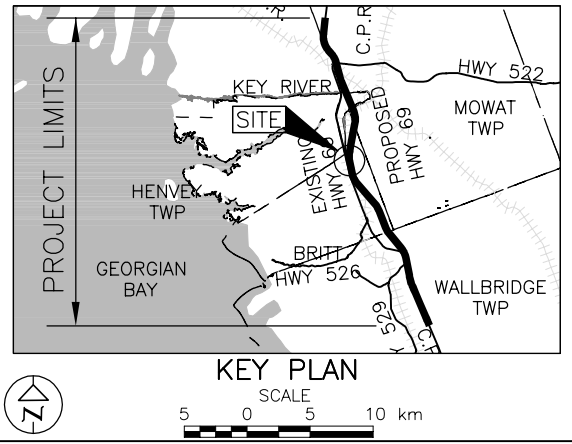 C.P.R.
HWY 522
KEY RIVER
PROJECT LIMITS
SITE
MOWAT
TWP
EXISTING
HWY 69
PROPOSED
HWY 69
HENVEY
TWP
BRITT
HWY 526
GEORGIAN
BAY
WALLBRIDGE
TWP
529
KEY PLAN
SCALE
5 0 5 10 km
N